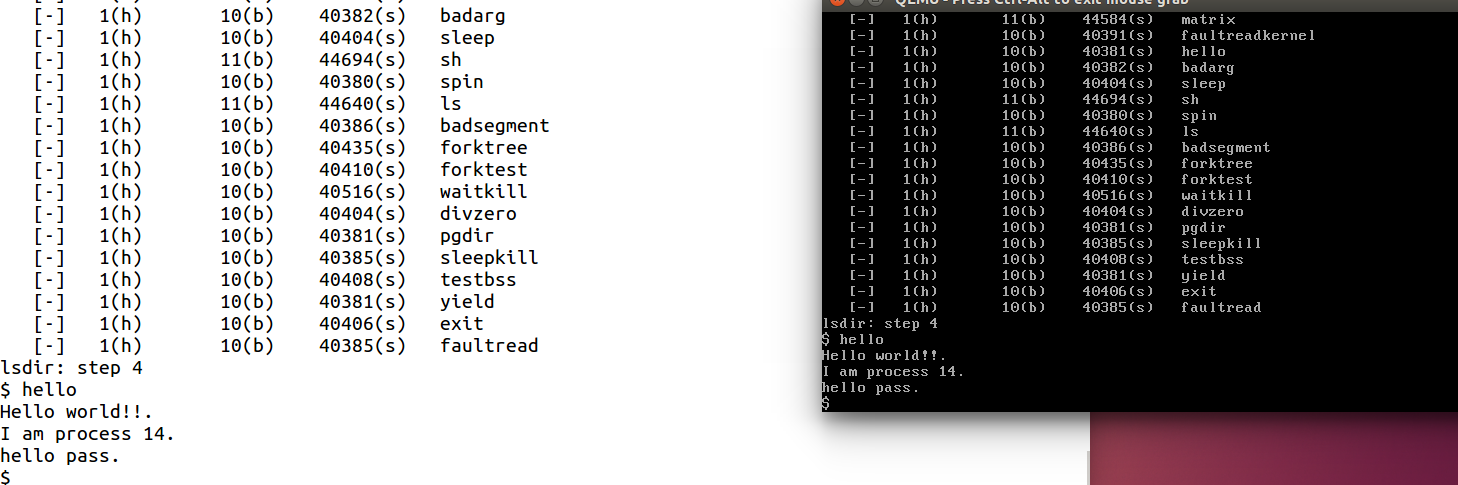 [-] 1(h) 10(b) 40382(s) badarg
[-] 1(h) 10(b) 40404(s) sleep
[-] 1(h) 11(b) 44694(s) sh
[-] 1(h) 10(b) 40380(s) spin
[-] 1(h) 11(b) 44640(s) ls
[-] 1(h) 10(b) 40386(s) badsegment
[-] 1(h) 10(b) 40435(s) forktree
[-] 1(h) 10(b) 40410(s) forktest
[-] 1(h) 10(b) 40516(s) waitkill
[-] 1(h) 10(b) 40404(s) divzero
[-] 1(h) 10(b) 40381(s) pgdir
[-] 1(h) 10(b) 40385(s) sleepkill
[-] 1(h) 10(b) 40408(s) testbss
[-] 1(h) 10(b) 40381(s) yield
[-] 1(h) 10(b) 40406(s) exit
[-] 1(h) 10(b) 40385(s) faultread
lsdir: step 4
$ hello
Hello world!!.
I am process 14.
hello pass.
$
QEMU - Press Ctrl-Alt to exit mouse grab
[-] 1(h) 11(b) 44584(s) matrix
[-] 1(h) 10(b) 40391(s) faultreadkernel
[-] 1(h) 10(b) 40381(s) hello
[-] 1(h) 10(b) 40382(s) badarg
[-] 1(h) 10(b) 40404(s) sleep
[-] 1(h) 11(b) 44694(s) sh
[-] 1(h) 10(b) 40380(s) spin
[-] 1(h) 11(b) 44640(s) ls
[-] 1(h) 10(b) 40386(s) badsegment
[-] 1(h) 10(b) 40435(s) forktree
[-] 1(h) 10(b) 40410(s) forktest
[-] 1(h) 10(b) 40516(s) waitkill
[-] 1(h) 10(b) 40404(s) divzero
[-] 1(h) 10(b) 40381(s) pgdir
[-] 1(h) 10(b) 40385(s) sleepkill
[-] 1(h) 10(b) 40408(s) testbss
[-] 1(h) 10(b) 40381(s) yield
[-] 1(h) 10(b) 40406(s) exit
[-] 1(h) 10(b) 40385(s) faultread
lsdir: step 4
$ hello
Hello world!!.
I am process 14.
hello pass.
$